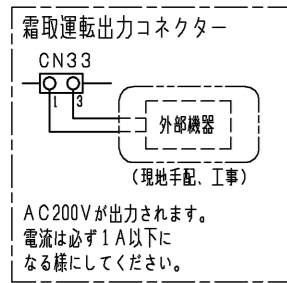 霜取運転出力コネクター
CN33
1 3
外部機器
(現地手配、工事)
AC200Vが出力されます。
電流は必ず1A以下に
なる様にしてください。